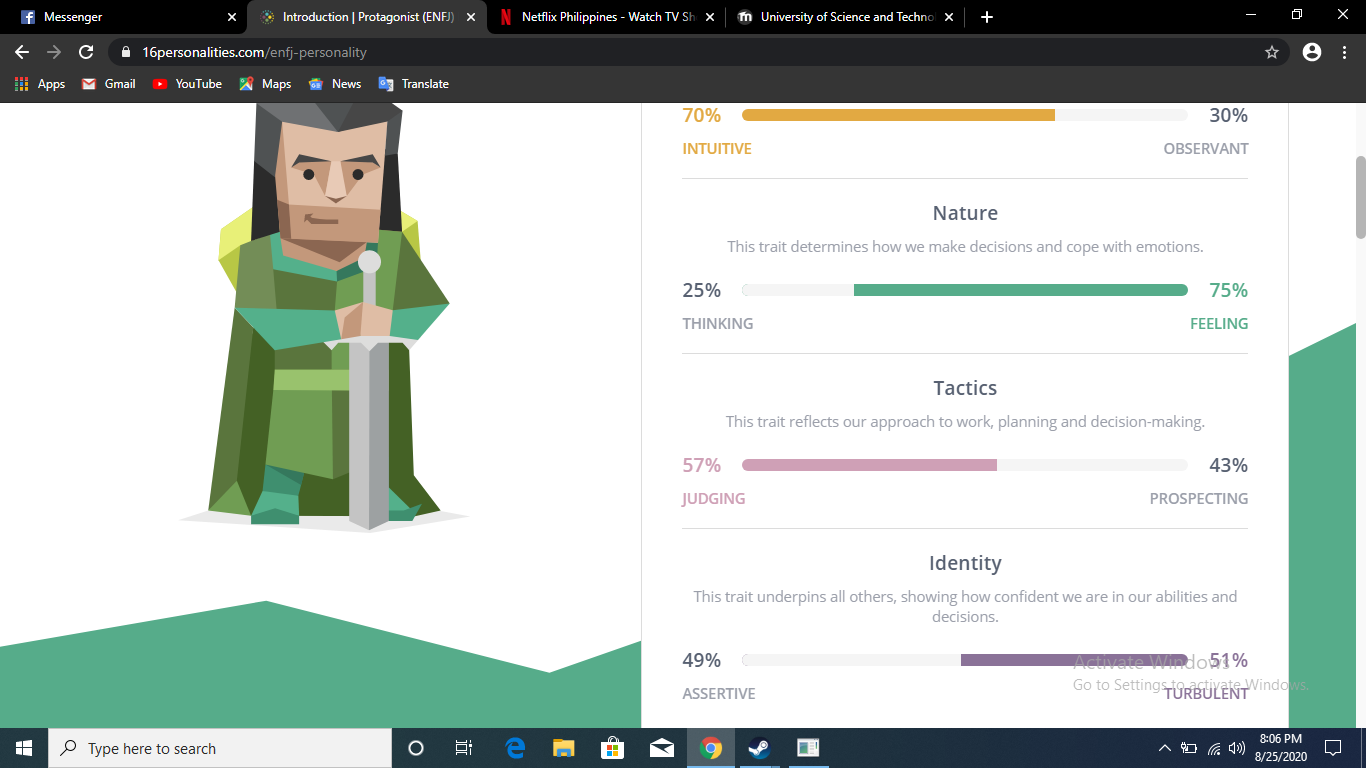 Messenger
Introduction | Protagonist (ENFJ)
Netflix Philippines - Watch TV Sh
University of Science and Technol
16personalities.com/enfj-personality
Apps Gmail YouTube Maps News Translate
70% 30%
INTUITIVE OBSERVANT
Nature
This trait determines how we make decisions and cope with emotions.
25% 75%
THINKING FEELING
Tactics
This trait reflects our approach to work, planning and decision-making.
57% 43%
JUDGING PROSPECTING
Identity
This trait underpins all others, showing how confident we are in our abilities and
decisions.
49% 51%
ASSERTIVE TURBULENT
Activate Windows
Go to Settings to activate Windows.
Type here to search
8:06 PM
8/25/2020